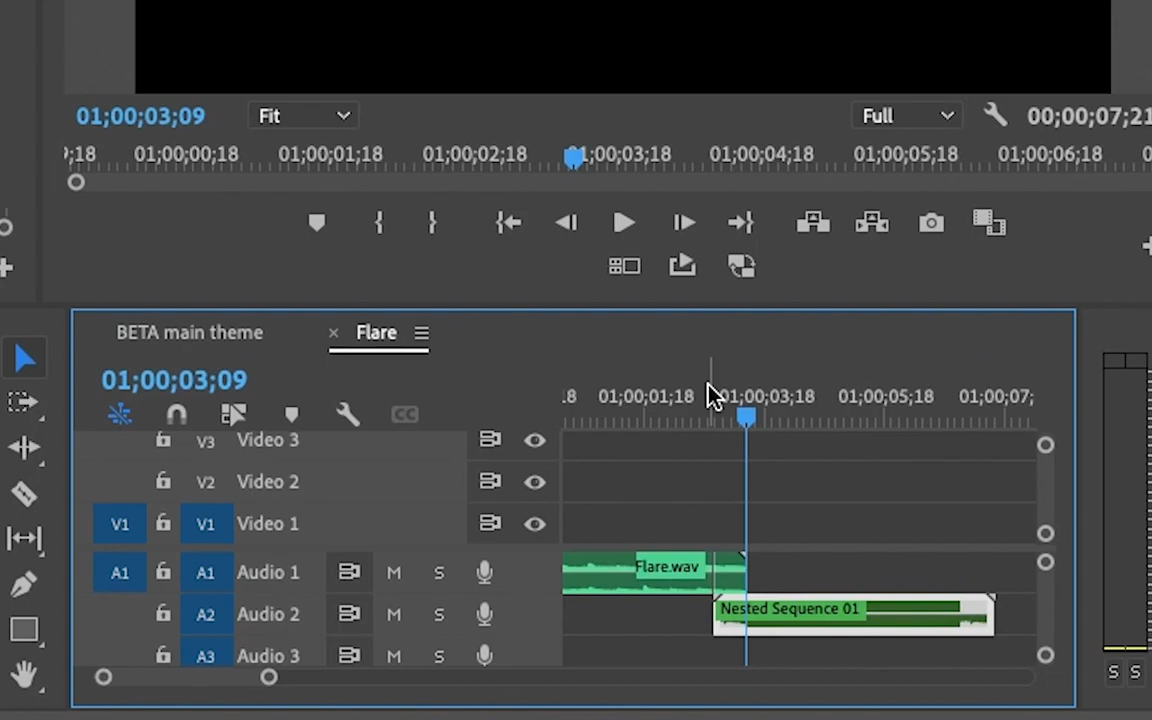 01;00;03;09 Fit Full 00;00;07;21
;18 01;00;00;18 01;00;01;18 01;00;02;18 01;00;03;18 01;00;04;18 01;00;05;18 01;00;06;18
BETA main theme × Flare
01;00;03;09
;18 01;00;01;18 01;00;03;18 01;00;05;18 01;00;07;
CC
V3 Video 3
V2 Video 2
V1 V1 Video 1
A1 A1 Audio 1 M S Flare.wav
A2 Audio 2 M S Nested Sequence 01
A3 Audio 3 M S
S S